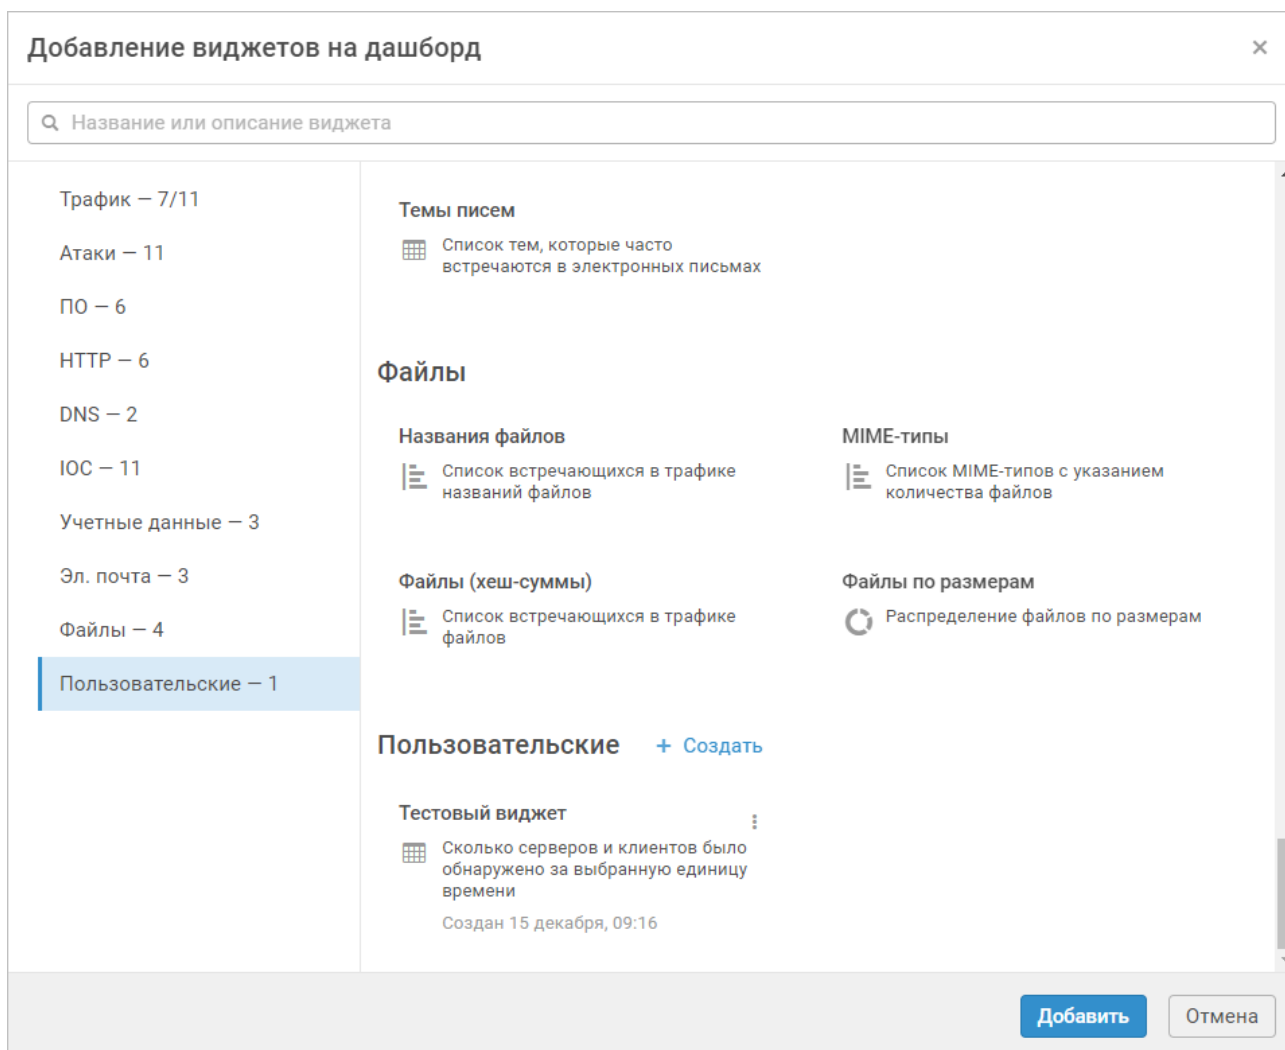 Добавление виджетов на дашборд
Название или описание виджета
Трафик — 7/11
Атаки — 11
ПО — 6
HTTP — 6
DNS — 2
IOC — 11
Учетные данные — 3
Эл. почта — 3
Файлы — 4
Пользовательские — 1
Темы писем
Список тем, которые часто
встречаются в электронных письмах
Файлы
Названия файлов
Список встречающихся в трафике
названий файлов
MIME-типы
Список MIME-типов с указанием
количества файлов
Файлы (хеш-суммы)
Список встречающихся в трафике
файлов
Файлы по размерам
Распределение файлов по размерам
Пользовательские + Создать
Тестовый виджет
Сколько серверов и клиентов было
обнаружено за выбранную единицу
времени
Создан 15 декабря, 09:16
Добавить
Отмена